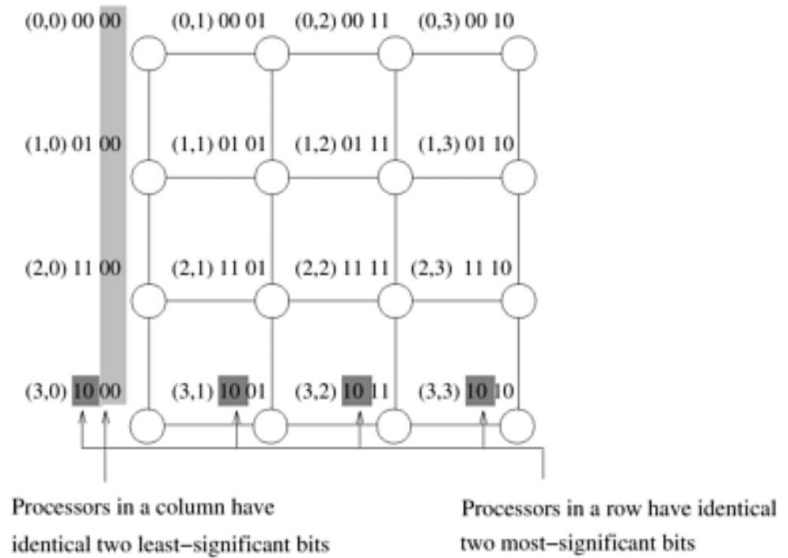 (0,0) 00 00 (0,1) 00 01 (0,2) 00 11 (0,3) 00 10
(1,0) 01 00 (1,1) 01 01 (1,2) 01 11 (1,3) 01 10
(2,0) 11 00 (2,1) 11 01 (2,2) 11 11 (2,3) 11 10
(3,0) 10 00 (3,1) 10 01 (3,2) 10 11 (3,3) 10 10
Processors in a column have
identical two least−significant bits
Processors in a row have identical
two most−significant bits